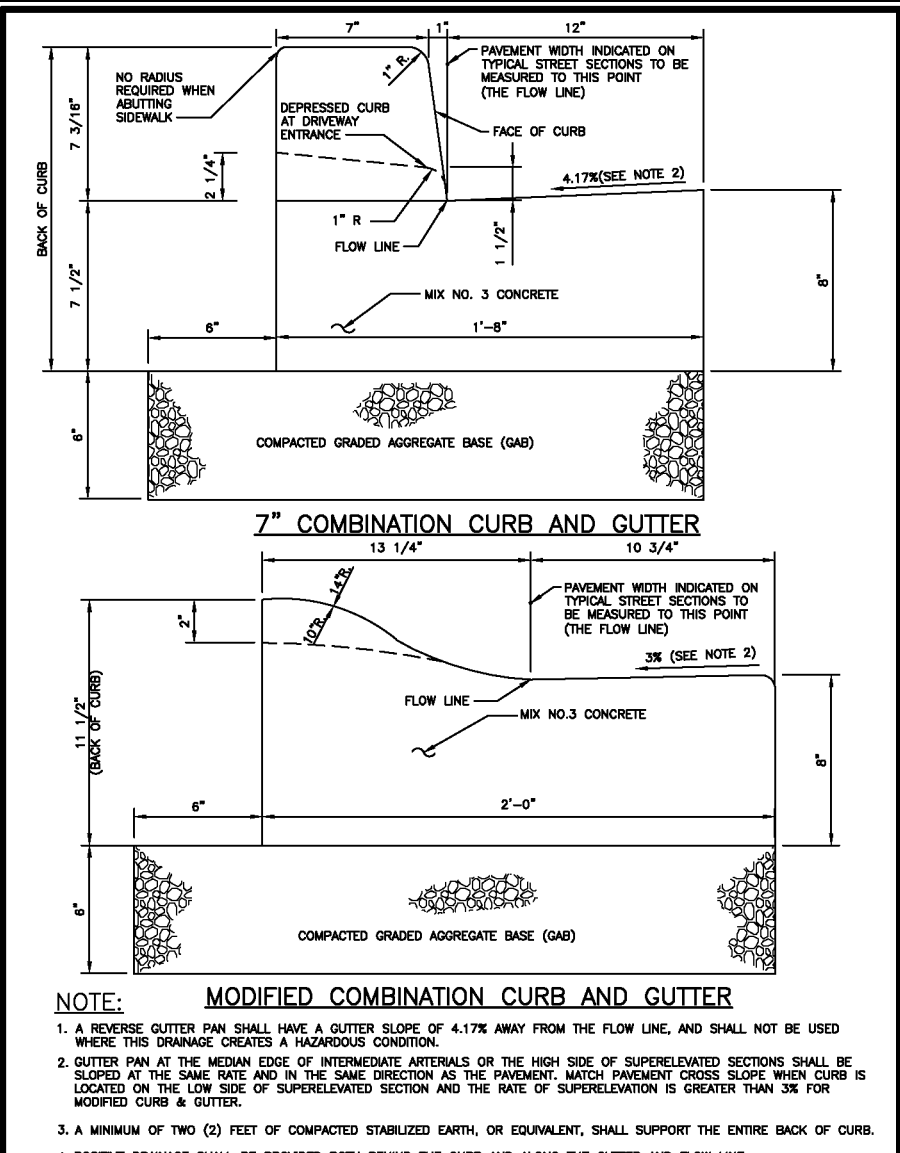 7" 1" 12"
NO RADIUS
REQUIRED WHEN
ABUTTING
SIDEWALK
1" R.
PAVEMENT WIDTH INDICATED ON
TYPICAL STREET SECTIONS TO BE
MEASURED TO THIS POINT
(THE FLOW LINE)
DEPRESSED CURB
AT DRIVEWAY
ENTRANCE
FACE OF CURB
7 3/16"
2 1/4"
4.17%(SEE NOTE 2)
BACK OF CURB
1" R
FLOW LINE
1 1/2"
7 1/2"
8"
MIX NO. 3 CONCRETE
6" 1'-8"
6"
COMPACTED GRADED AGGREGATE BASE (GAB)
7" COMBINATION CURB AND GUTTER
13 1/4" 10 3/4"
14"R.
10"R.
PAVEMENT WIDTH INDICATED ON
TYPICAL STREET SECTIONS TO
BE MEASURED TO THIS POINT
(THE FLOW LINE)
2"
3% (SEE NOTE 2)
FLOW LINE
MIX NO.3 CONCRETE
11 1/2"
(BACK OF CURB)
8"
6" 2'-0"
6"
COMPACTED GRADED AGGREGATE BASE (GAB)
MODIFIED COMBINATION CURB AND GUTTER
NOTE:
1. A REVERSE GUTTER PAN SHALL HAVE A GUTTER SLOPE OF 4.17% AWAY FROM THE FLOW LINE, AND SHALL NOT BE USED
WHERE THIS DRAINAGE CREATES A HAZARDOUS CONDITION.
2. GUTTER PAN AT THE MEDIAN EDGE OF INTERMEDIATE ARTERIALS OR THE HIGH SIDE OF SUPERELEVATED SECTIONS SHALL BE
SLOPED AT THE SAME RATE AND IN THE SAME DIRECTION AS THE PAVEMENT. MATCH PAVEMENT CROSS SLOPE WHEN CURB IS
LOCATED ON THE LOW SIDE OF SUPERELEVATED SECTION AND THE RATE OF SUPERELEVATION IS GREATER THAN 3% FOR
MODIFIED CURB & GUTTER.
3. A MINIMUM OF TWO (2) FEET OF COMPACTED STABILIZED EARTH, OR EQUIVALENT, SHALL SUPPORT THE ENTIRE BACK OF CURB.